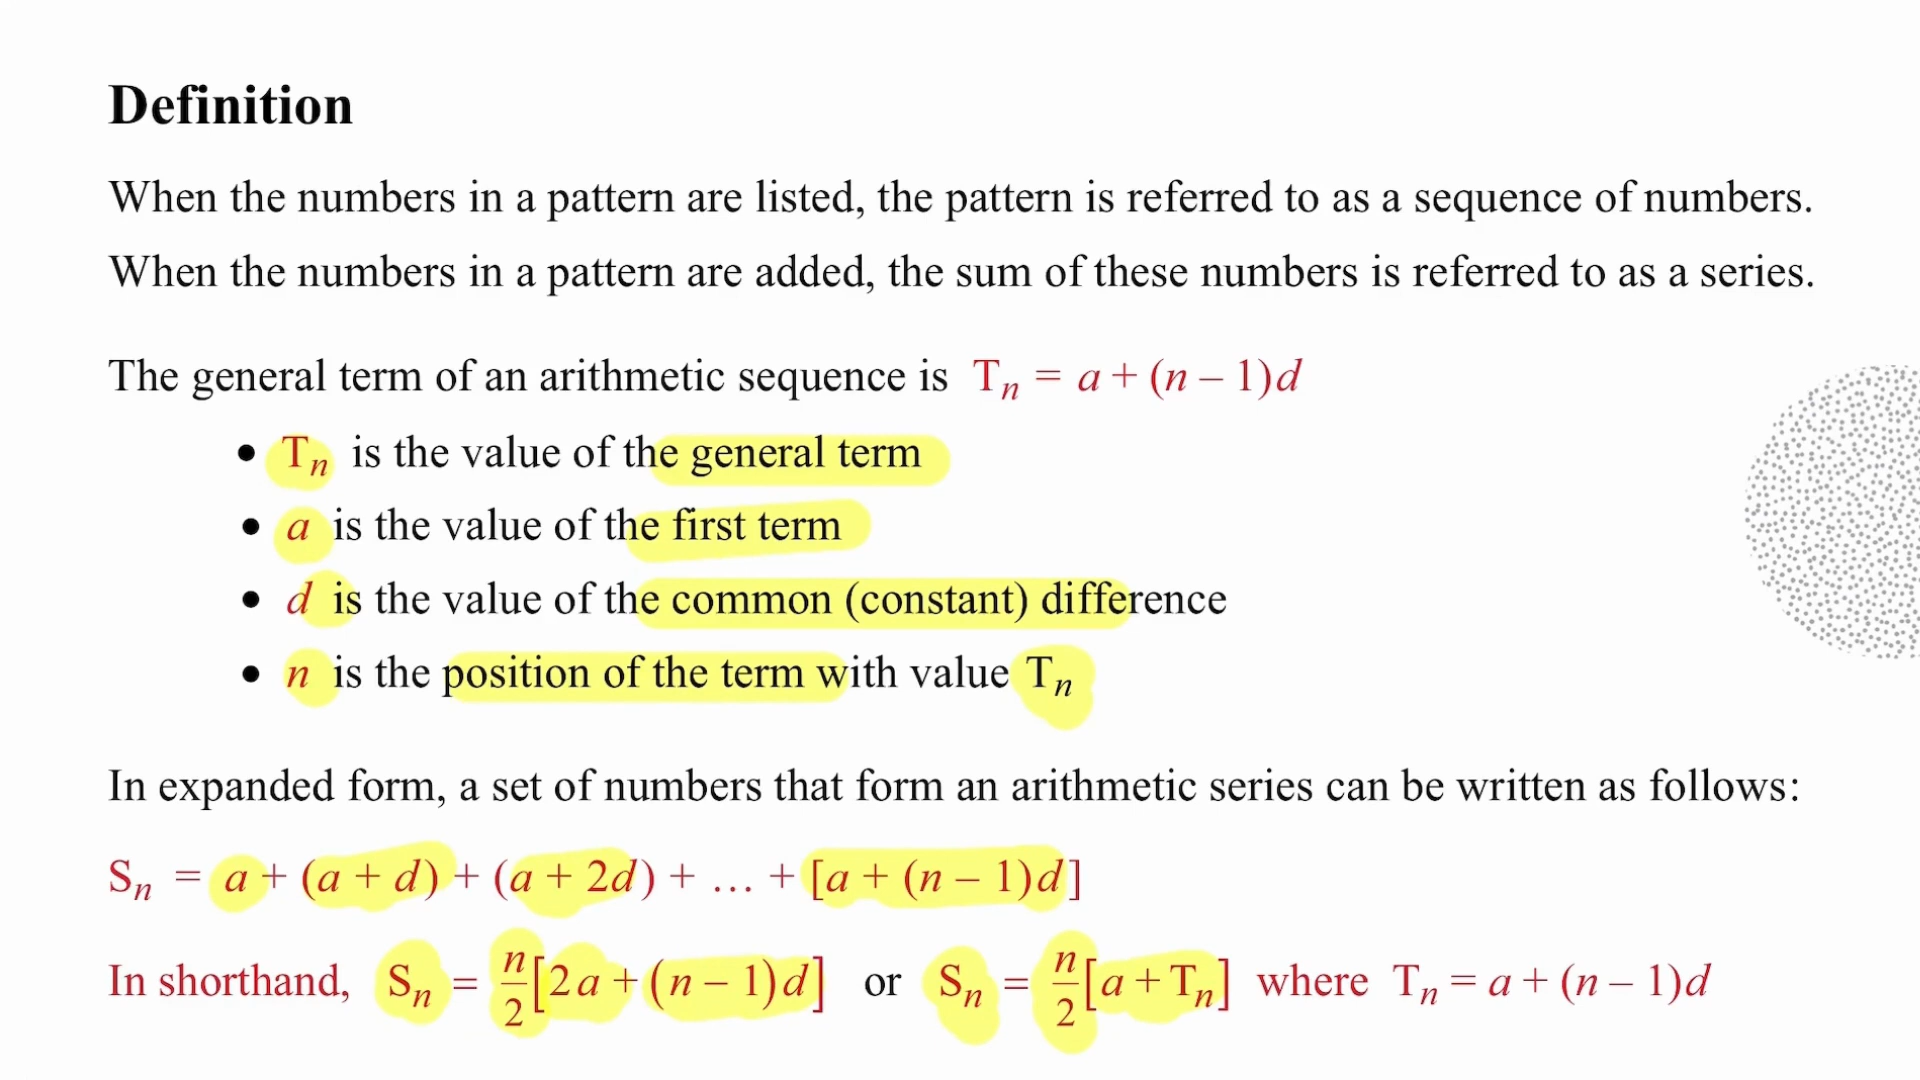 Definition
When the numbers in a pattern are listed, the pattern is referred to as a sequence of numbers.
When the numbers in a pattern are added, the sum of these numbers is referred to as a series.
The general term of an arithmetic sequence is Tₙ = a + (n – 1)d
• Tₙ is the value of the general term
• a is the value of the first term
• d is the value of the common (constant) difference
• n is the position of the term with value Tₙ
In expanded form, a set of numbers that form an arithmetic series can be written as follows:
Sₙ = a + (a + d) + (a + 2d) + … + [a + (n – 1)d]
In shorthand, Sₙ = n/2[2a + (n – 1)d] or Sₙ = n/2[a + Tₙ] where Tₙ = a + (n – 1)d